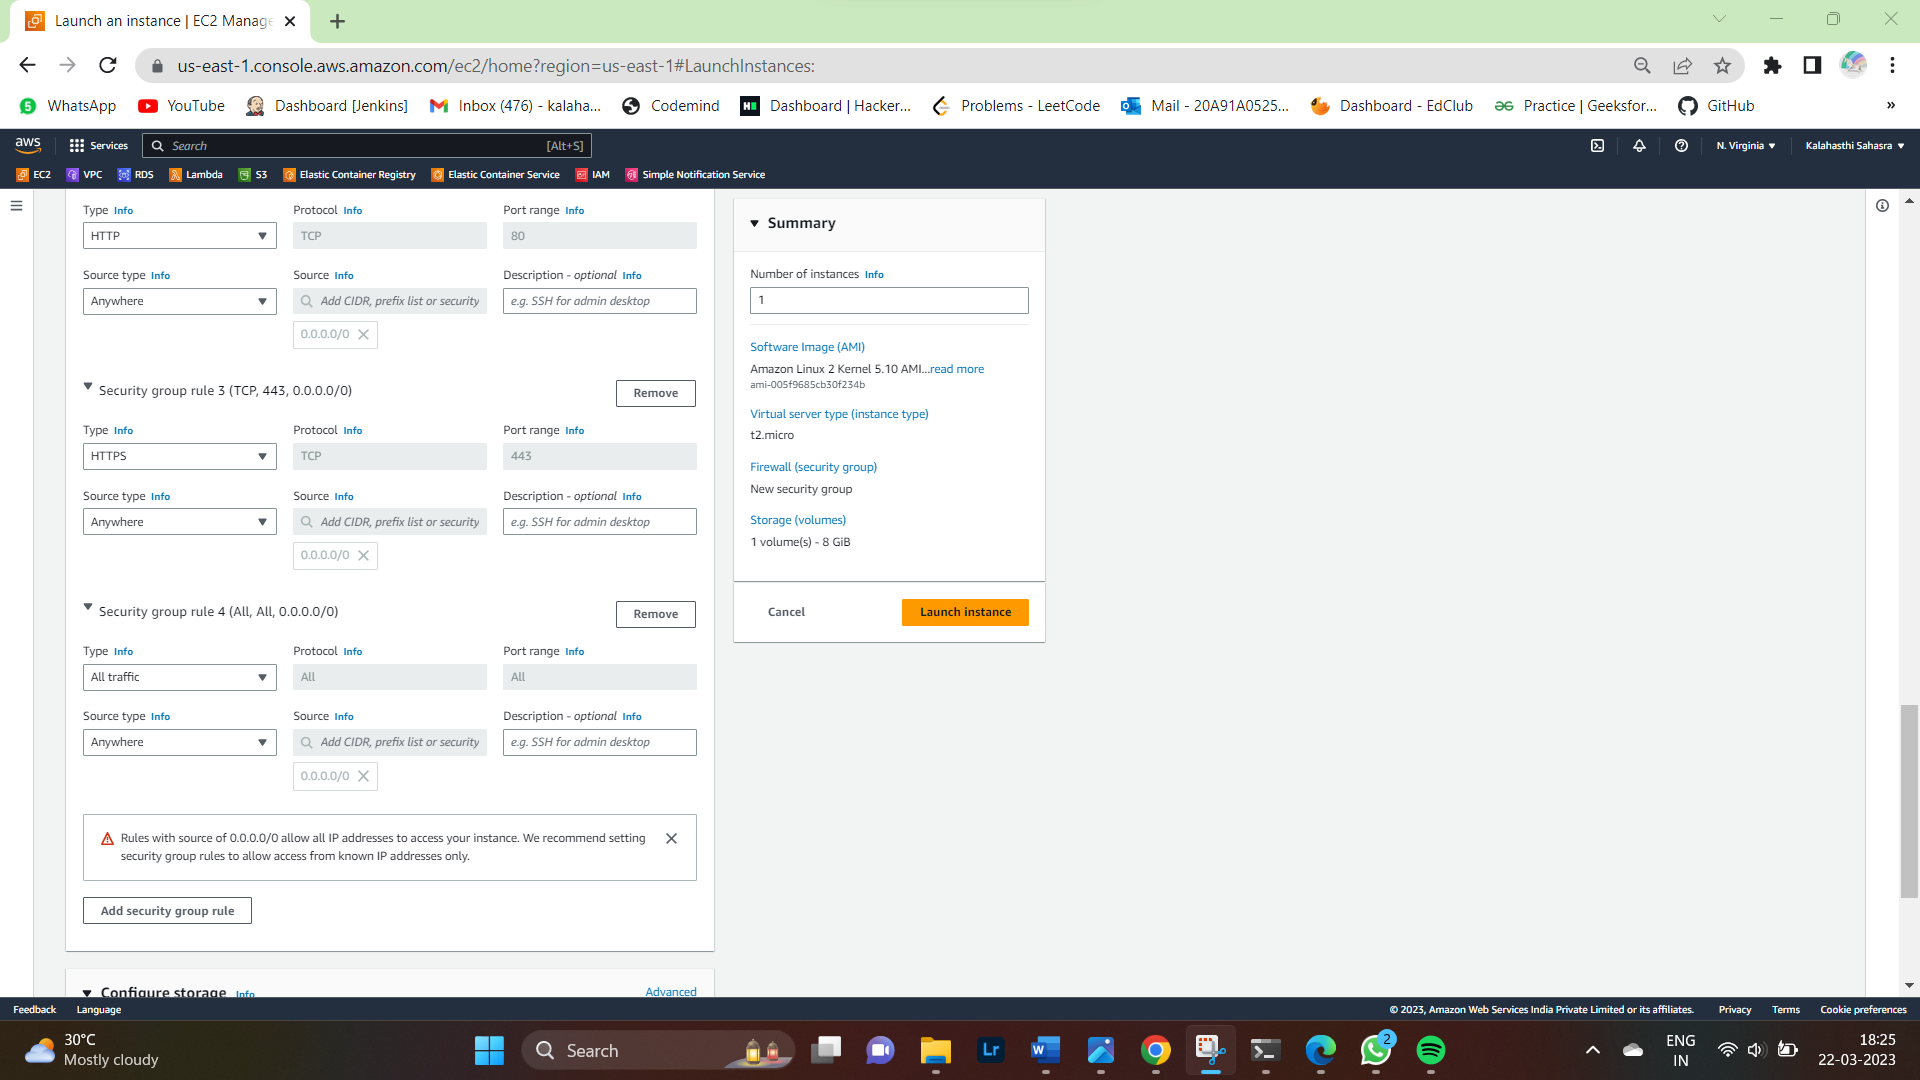 Launch an instance | EC2 Manage
us-east-1.console.aws.amazon.com/ec2/home?region=us-east-1#LaunchInstances:
WhatsApp
YouTube
Dashboard [Jenkins]
Inbox (476) - kalaha...
Codemind
Dashboard | Hacker...
Problems - LeetCode
Mail - 20A91A0525...
Dashboard - EdClub
Practice | Geeksfor...
GitHub
»
aws
Services
Search
[Alt+S]
N. Virginia
Kalahasthi Sahasra
EC2
VPC
RDS
Lambda
S3
Elastic Container Registry
Elastic Container Service
IAM
Simple Notification Service
Type Info
Protocol Info
Port range Info
HTTP
TCP
80
Source type Info
Source Info
Description - optional Info
Anywhere
Add CIDR, prefix list or security
e.g. SSH for admin desktop
0.0.0.0/0
Security group rule 3 (TCP, 443, 0.0.0.0/0)
Remove
Type Info
Protocol Info
Port range Info
HTTPS
TCP
443
Source type Info
Source Info
Description - optional Info
Anywhere
Add CIDR, prefix list or security
e.g. SSH for admin desktop
0.0.0.0/0
Security group rule 4 (All, All, 0.0.0.0/0)
Remove
Type Info
Protocol Info
Port range Info
All traffic
All
All
Source type Info
Source Info
Description - optional Info
Anywhere
Add CIDR, prefix list or security
e.g. SSH for admin desktop
0.0.0.0/0
Rules with source of 0.0.0.0/0 allow all IP addresses to access your instance. We recommend setting
security group rules to allow access from known IP addresses only.
Add security group rule
Configure storage Info
Advanced
Summary
Number of instances Info
1
Software Image (AMI)
Amazon Linux 2 Kernel 5.10 AMI...read more
ami-005f9685cb30f234b
Virtual server type (instance type)
t2.micro
Firewall (security group)
New security group
Storage (volumes)
1 volume(s) - 8 GiB
Cancel
Launch instance
Feedback
Language
© 2023, Amazon Web Services India Private Limited or its affiliates.
Privacy
Terms
Cookie preferences
30°C
Mostly cloudy
Search
Lr
2
ENG
IN
18:25
22-03-2023